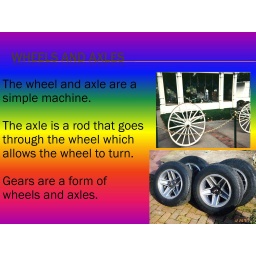 WHEELS AND AXLES
The wheel and axle are a
simple machine.
The axle is a rod that goes
through the wheel which
allows the wheel to turn.
Gears are a form of
wheels and axles.